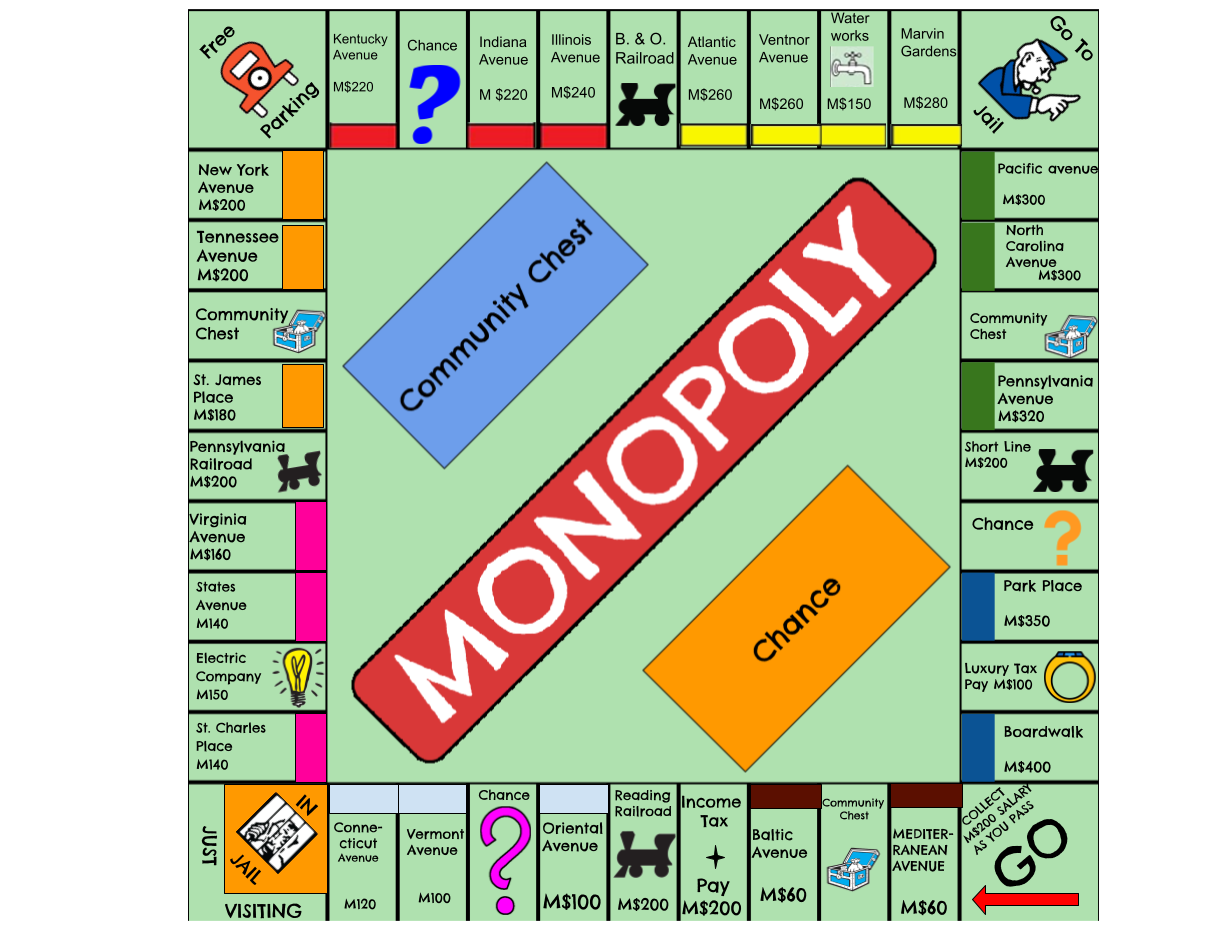 Free
Parking
Kentucky
Avenue
M$220
Chance
?
Indiana
Avenue
M $220
Illinois
Avenue
M$240
B. & O.
Railroad
Atlantic
Avenue
M$260
Ventnor
Avenue
M$260
Water
works
M$150
Marvin
Gardens
M$280
Go To
Jail
New York
Avenue
M$200
Tennessee
Avenue
M$200
Community
Chest
St. James
Place
M$180
Pennsylvania
Railroad
M$200
Virginia
Avenue
M$160
States
Avenue
M140
Electric
Company
M150
St. Charles
Place
M140
Community Chest
MONOPOLY
Chance
Pacific avenue
M$300
North
Carolina
Avenue
M$300
Community
Chest
Pennsylvania
Avenue
M$320
Short Line
M$200
Chance
?
Park Place
M$350
Luxury Tax
Pay M$100
Boardwalk
M$400
JUST
VISITING
IN
JAIL
Conne-
cticut
Avenue
M120
Vermont
Avenue
M100
Chance
?
Oriental
Avenue
M$100
Reading
Railroad
M$200
Income
Tax
Pay
M$200
Baltic
Avenue
M$60
Community
Chest
MEDITER-
RANEAN
AVENUE
M$60
COLLECT
M$200 SALARY
AS YOU PASS
GO